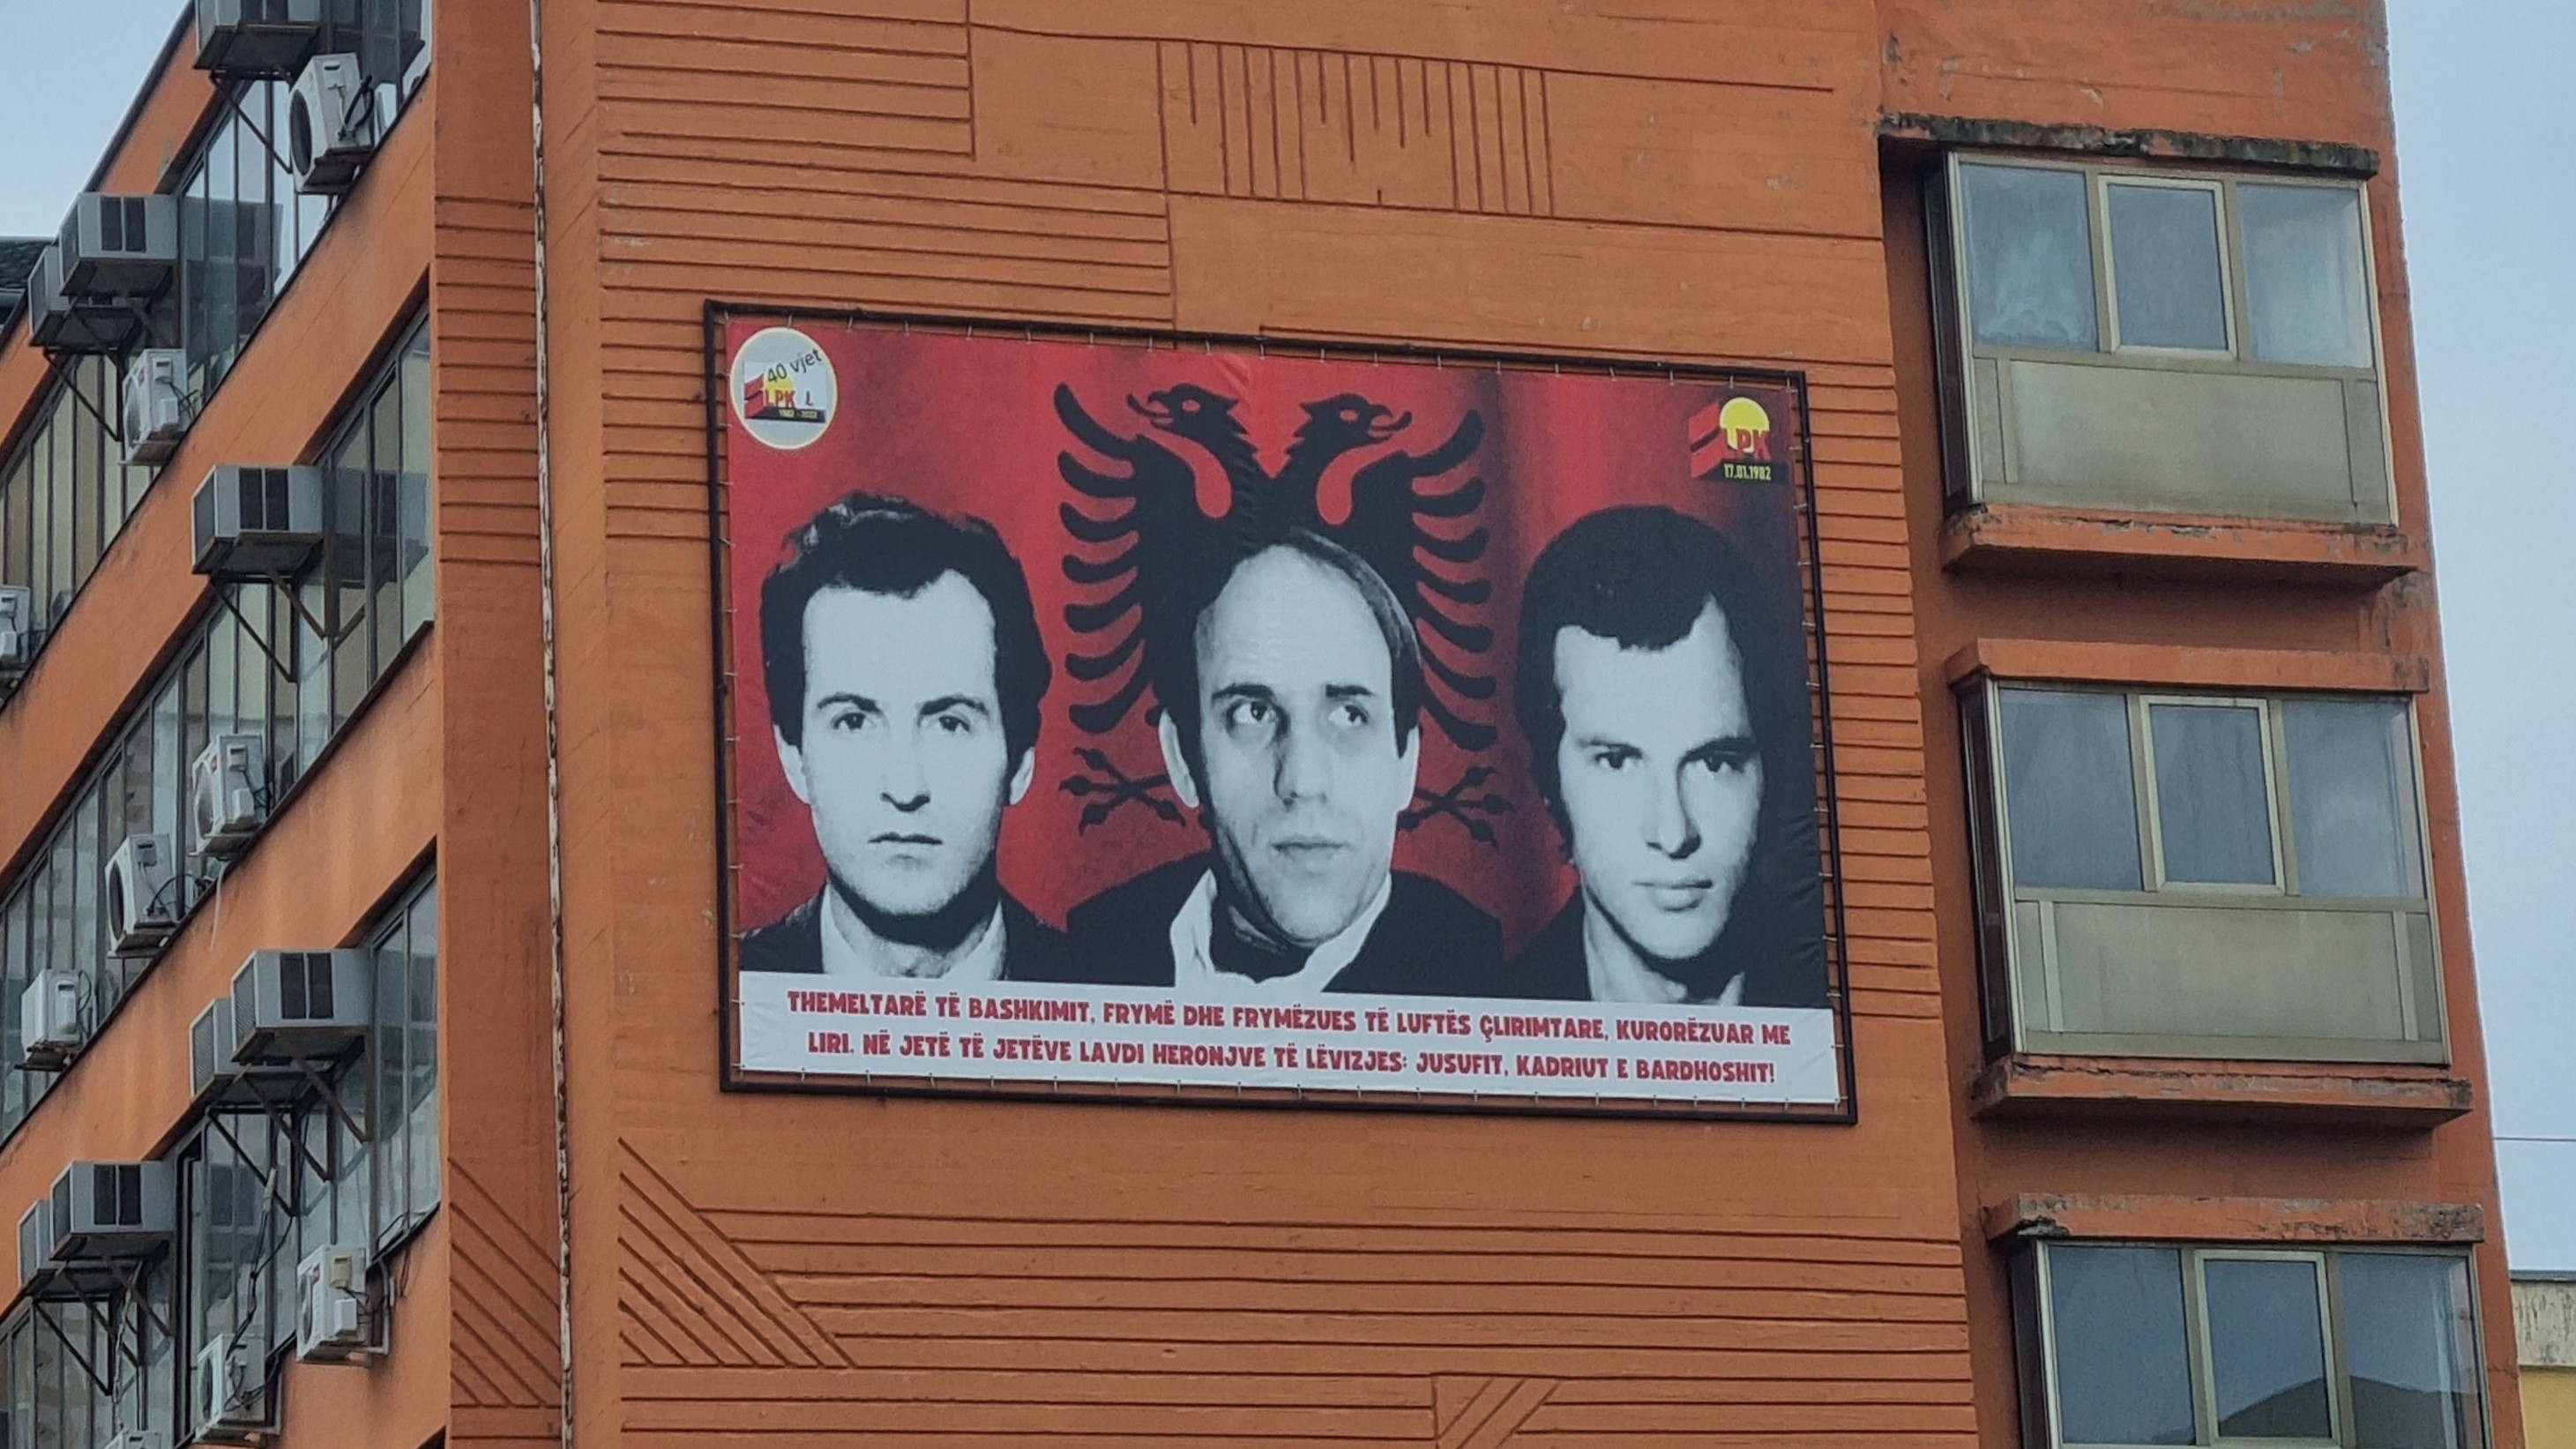 40 vjet
LPK
1982 - 2022
LPK
17.01.1982
THEMELTARË TË BASHKIMIT, FRYMË DHE FRYMËZUES TË LUFTËS ÇLIRIMTARE, KURORËZUAR ME
LIRI. NË JETË TË JETËVE LAVDI HERONJVE TË LËVIZJES: JUSUFIT, KADRIUT E BARDHOSHIT!